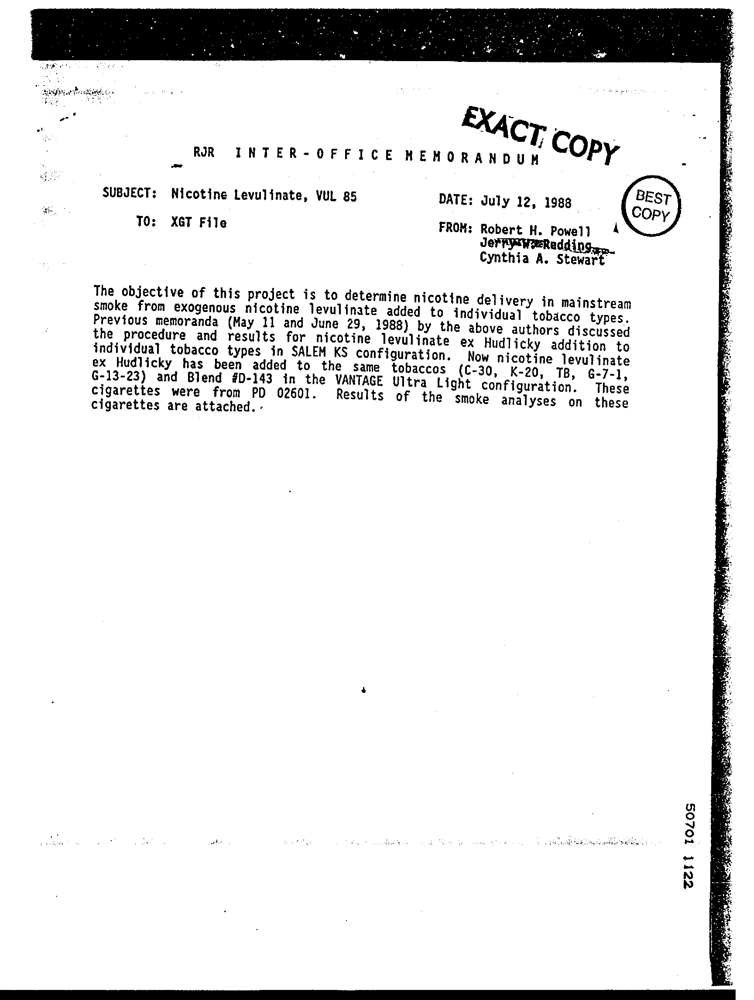 EXACT COPY
RJR INTER-OFFICE MEMORANDUM
SUBJECT: Nicotine Levulinate, VUL 85
DATE: July 12, 1988
BEST
COPY
TO: XGT File
FROM: Robert H. Powell
Jerry W. Redding
Cynthia A. Stewart
The objective of this project is to determine nicotine delivery in mainstream
smoke from exogenous nicotine levulinate added to individual tobacco types.
Previous memoranda (May 11 and June 29, 1988) by the above authors discussed
the procedure and results for nicotine levulinate ex Hudlicky addition to
individual tobacco types in SALEM KS configuration. Now nicotine levulinate
ex Hudlicky has been added to the same tobaccos (C-30, K-20, TB, G-7-1,
G-13-23) and Blend #D-143 in the VANTAGE Ultra Light configuration. These
cigarettes were from PD 02601. Results of the smoke analyses on these
cigarettes are attached.
50701 1122